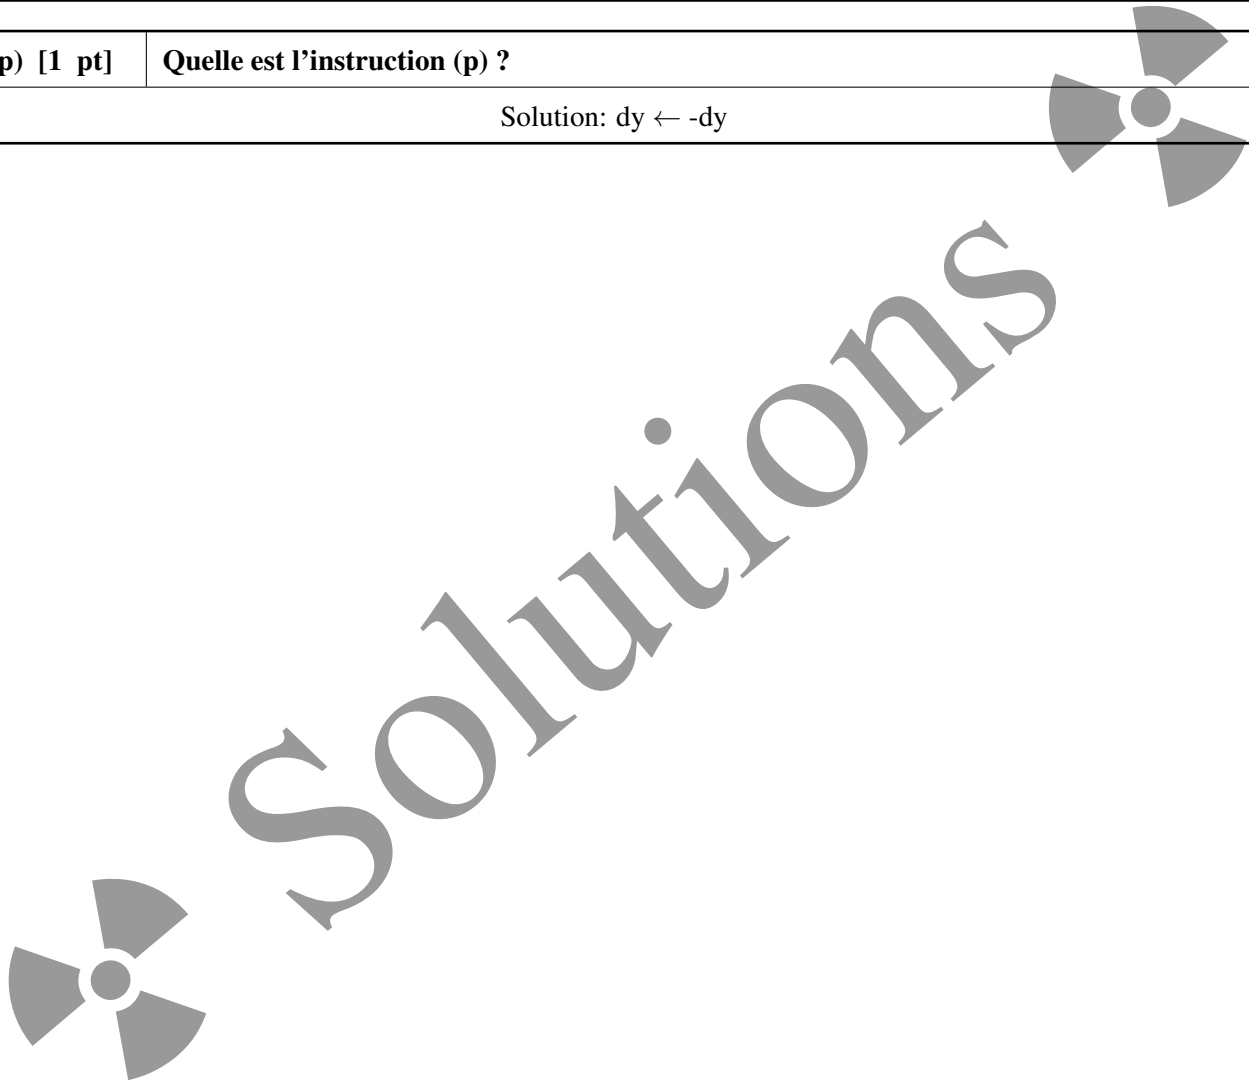 p) [1 pt] Quelle est l’instruction (p) ?
Solution: dy ← -dy
Solutions